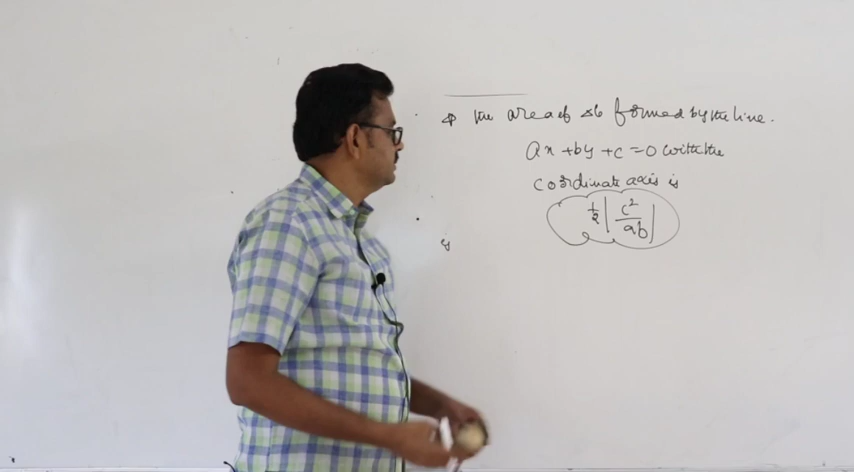 * the area of Δle formed by the line.
ax + by + c = 0 with the
coordinate axis is
½ | c² / ab |